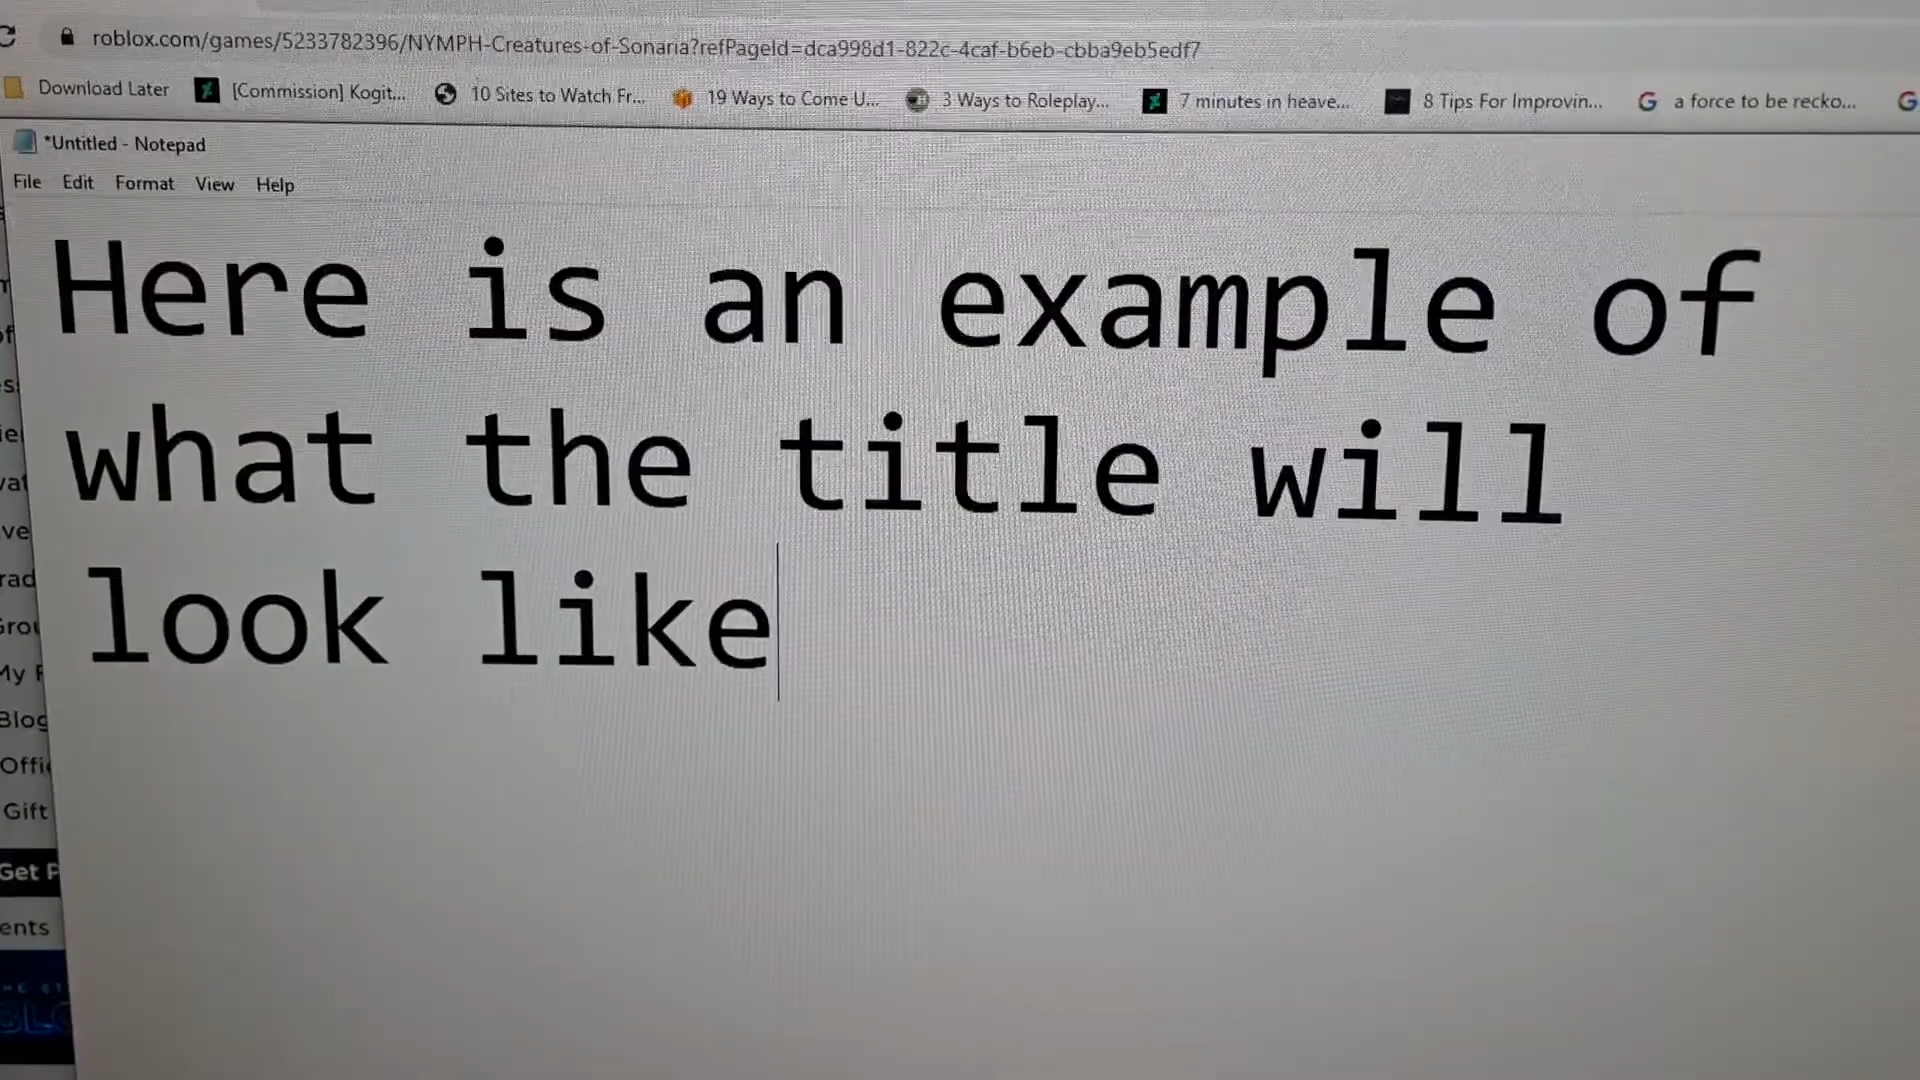 roblox.com/games/5233782396/NYMPH-Creatures-of-Sonaria?refPageId=dca998d1-822c-4caf-b6eb-cbba9eb5edf7
Download Later [Commission] Kogit... 10 Sites to Watch Fr... 19 Ways to Come U... 3 Ways to Roleplay... 7 minutes in heave... 8 Tips For Improvin... a force to be recko...
*Untitled - Notepad
File Edit Format View Help
Here is an example of
what the title will
look like
My
Blog
Gift
Get P
ents